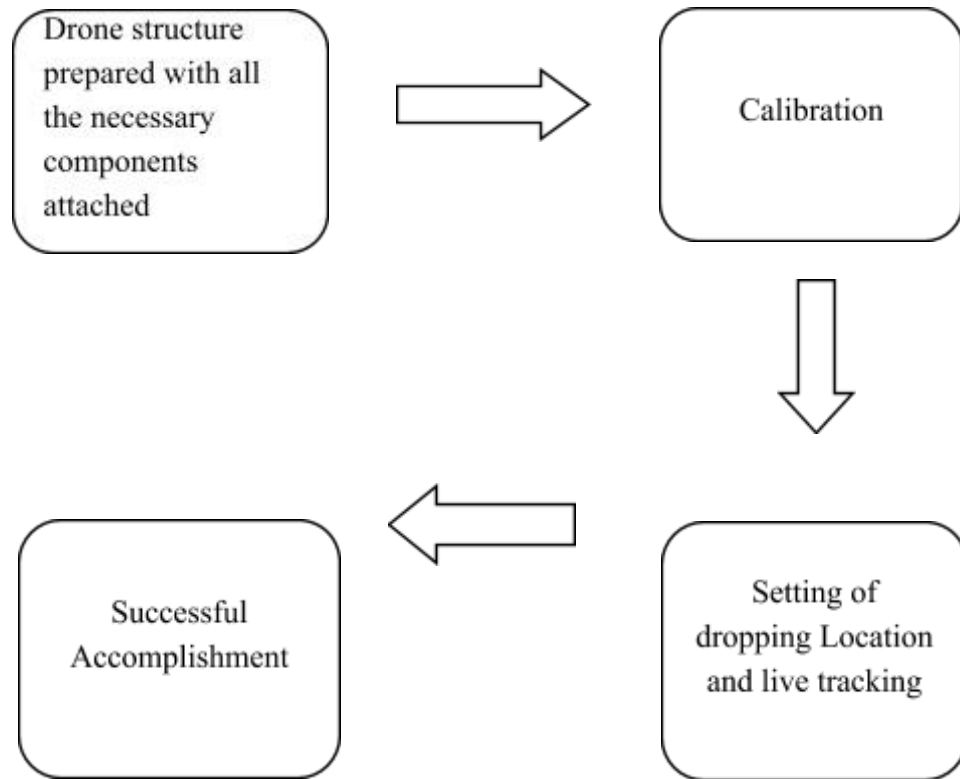 Drone structure
prepared with all
the necessary
components
attached
Calibration
Setting of
dropping Location
and live tracking
Successful
Accomplishment